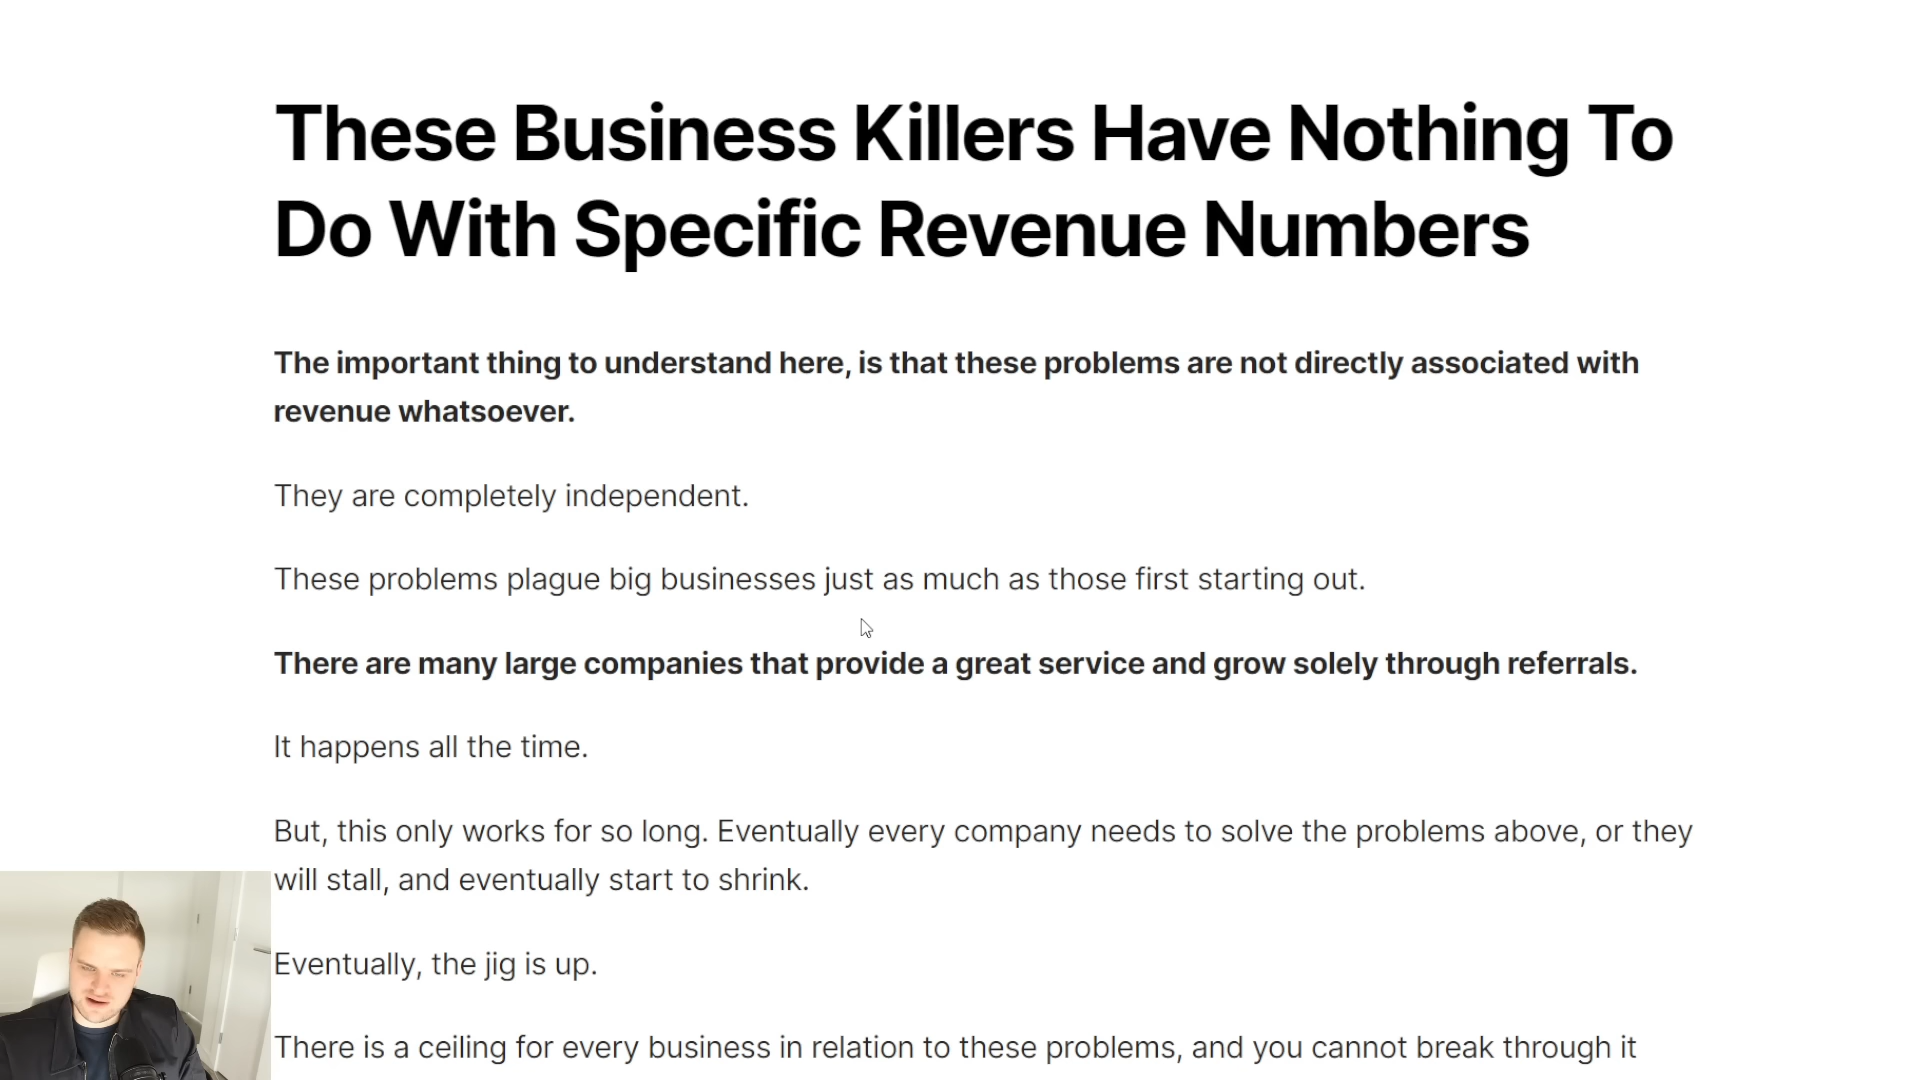 These Business Killers Have Nothing To
Do With Specific Revenue Numbers
The important thing to understand here, is that these problems are not directly associated with
revenue whatsoever.
They are completely independent.
These problems plague big businesses just as much as those first starting out.
There are many large companies that provide a great service and grow solely through referrals.
It happens all the time.
But, this only works for so long. Eventually every company needs to solve the problems above, or they
will stall, and eventually start to shrink.
Eventually, the jig is up.
There is a ceiling for every business in relation to these problems, and you cannot break through it